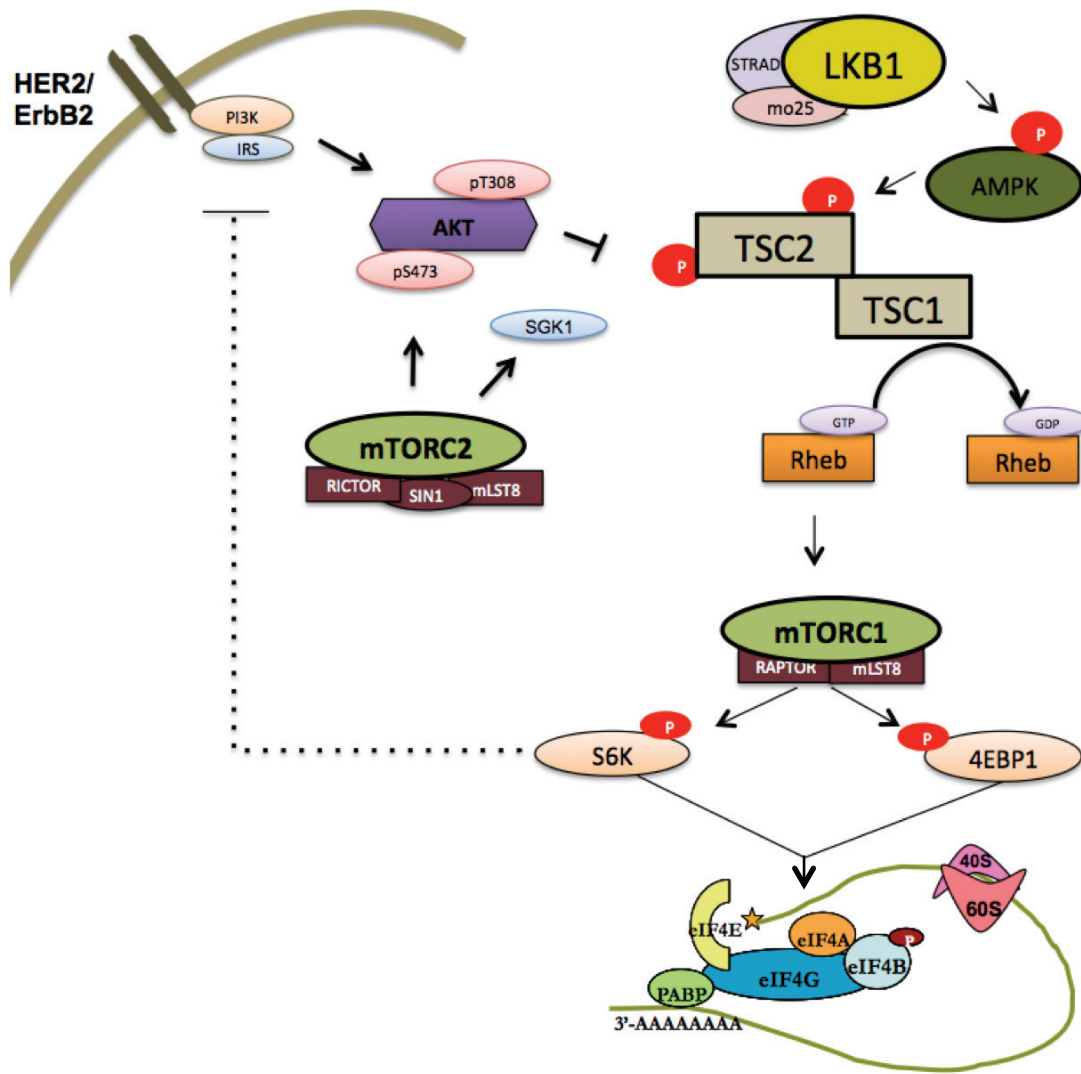 HER2/
ErbB2
PI3K
IRS
STRAD
LKB1
mo25
P
AMPK
pT308
AKT
pS473
P
TSC2
P
TSC1
SGK1
GTP
Rheb
GDP
Rheb
mTORC2
RICTOR
SIN1
mLST8
mTORC1
RAPTOR
mLST8
P
S6K
P
4EBP1
40S
60S
eIF4E
eIF4A
P
eIF4B
eIF4G
PABP
3'-AAAAAAAA